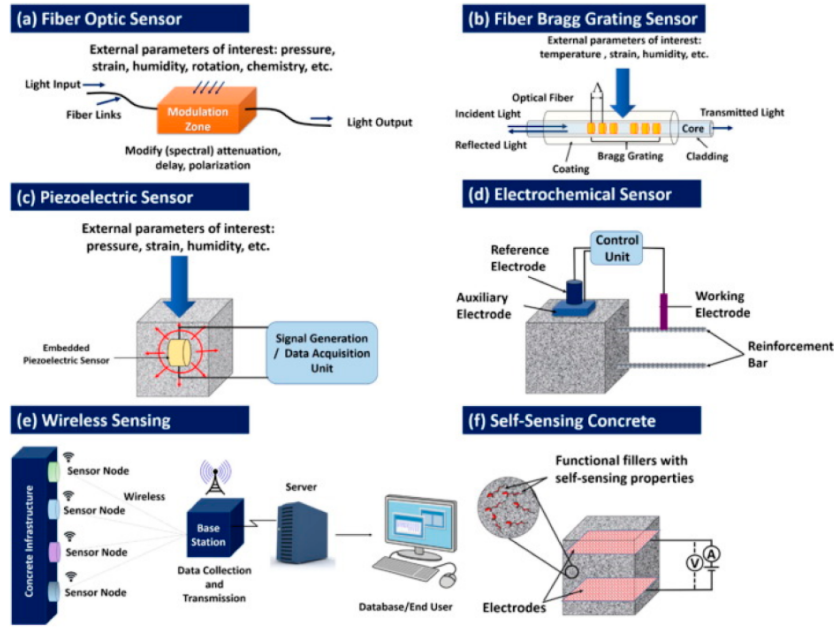 (a) Fiber Optic Sensor
External parameters of interest: pressure,
strain, humidity, rotation, chemistry, etc.
Light Input
Fiber Links
Modulation
Zone
Light Output
Modify (spectral) attenuation,
delay, polarization
(b) Fiber Bragg Grating Sensor
External parameters of interest:
temperature , strain, humidity, etc.
Optical Fiber
Incident Light
Transmitted Light
Core
Reflected Light
Coating
Bragg Grating
Cladding
(c) Piezoelectric Sensor
External parameters of interest:
pressure, strain, humidity, etc.
Embedded
Piezoelectric Sensor
Signal Generation
/ Data Acquisition
Unit
(d) Electrochemical Sensor
Control
Unit
Reference
Electrode
Auxiliary
Electrode
Working
Electrode
Reinforcement
Bar
(e) Wireless Sensing
Concrete Infrastructure
Sensor Node
Sensor Node
Sensor Node
Sensor Node
Wireless
Base
Station
Server
Data Collection
and
Transmission
Database/End User
(f) Self-Sensing Concrete
Functional fillers with
self-sensing properties
V
A
Electrodes